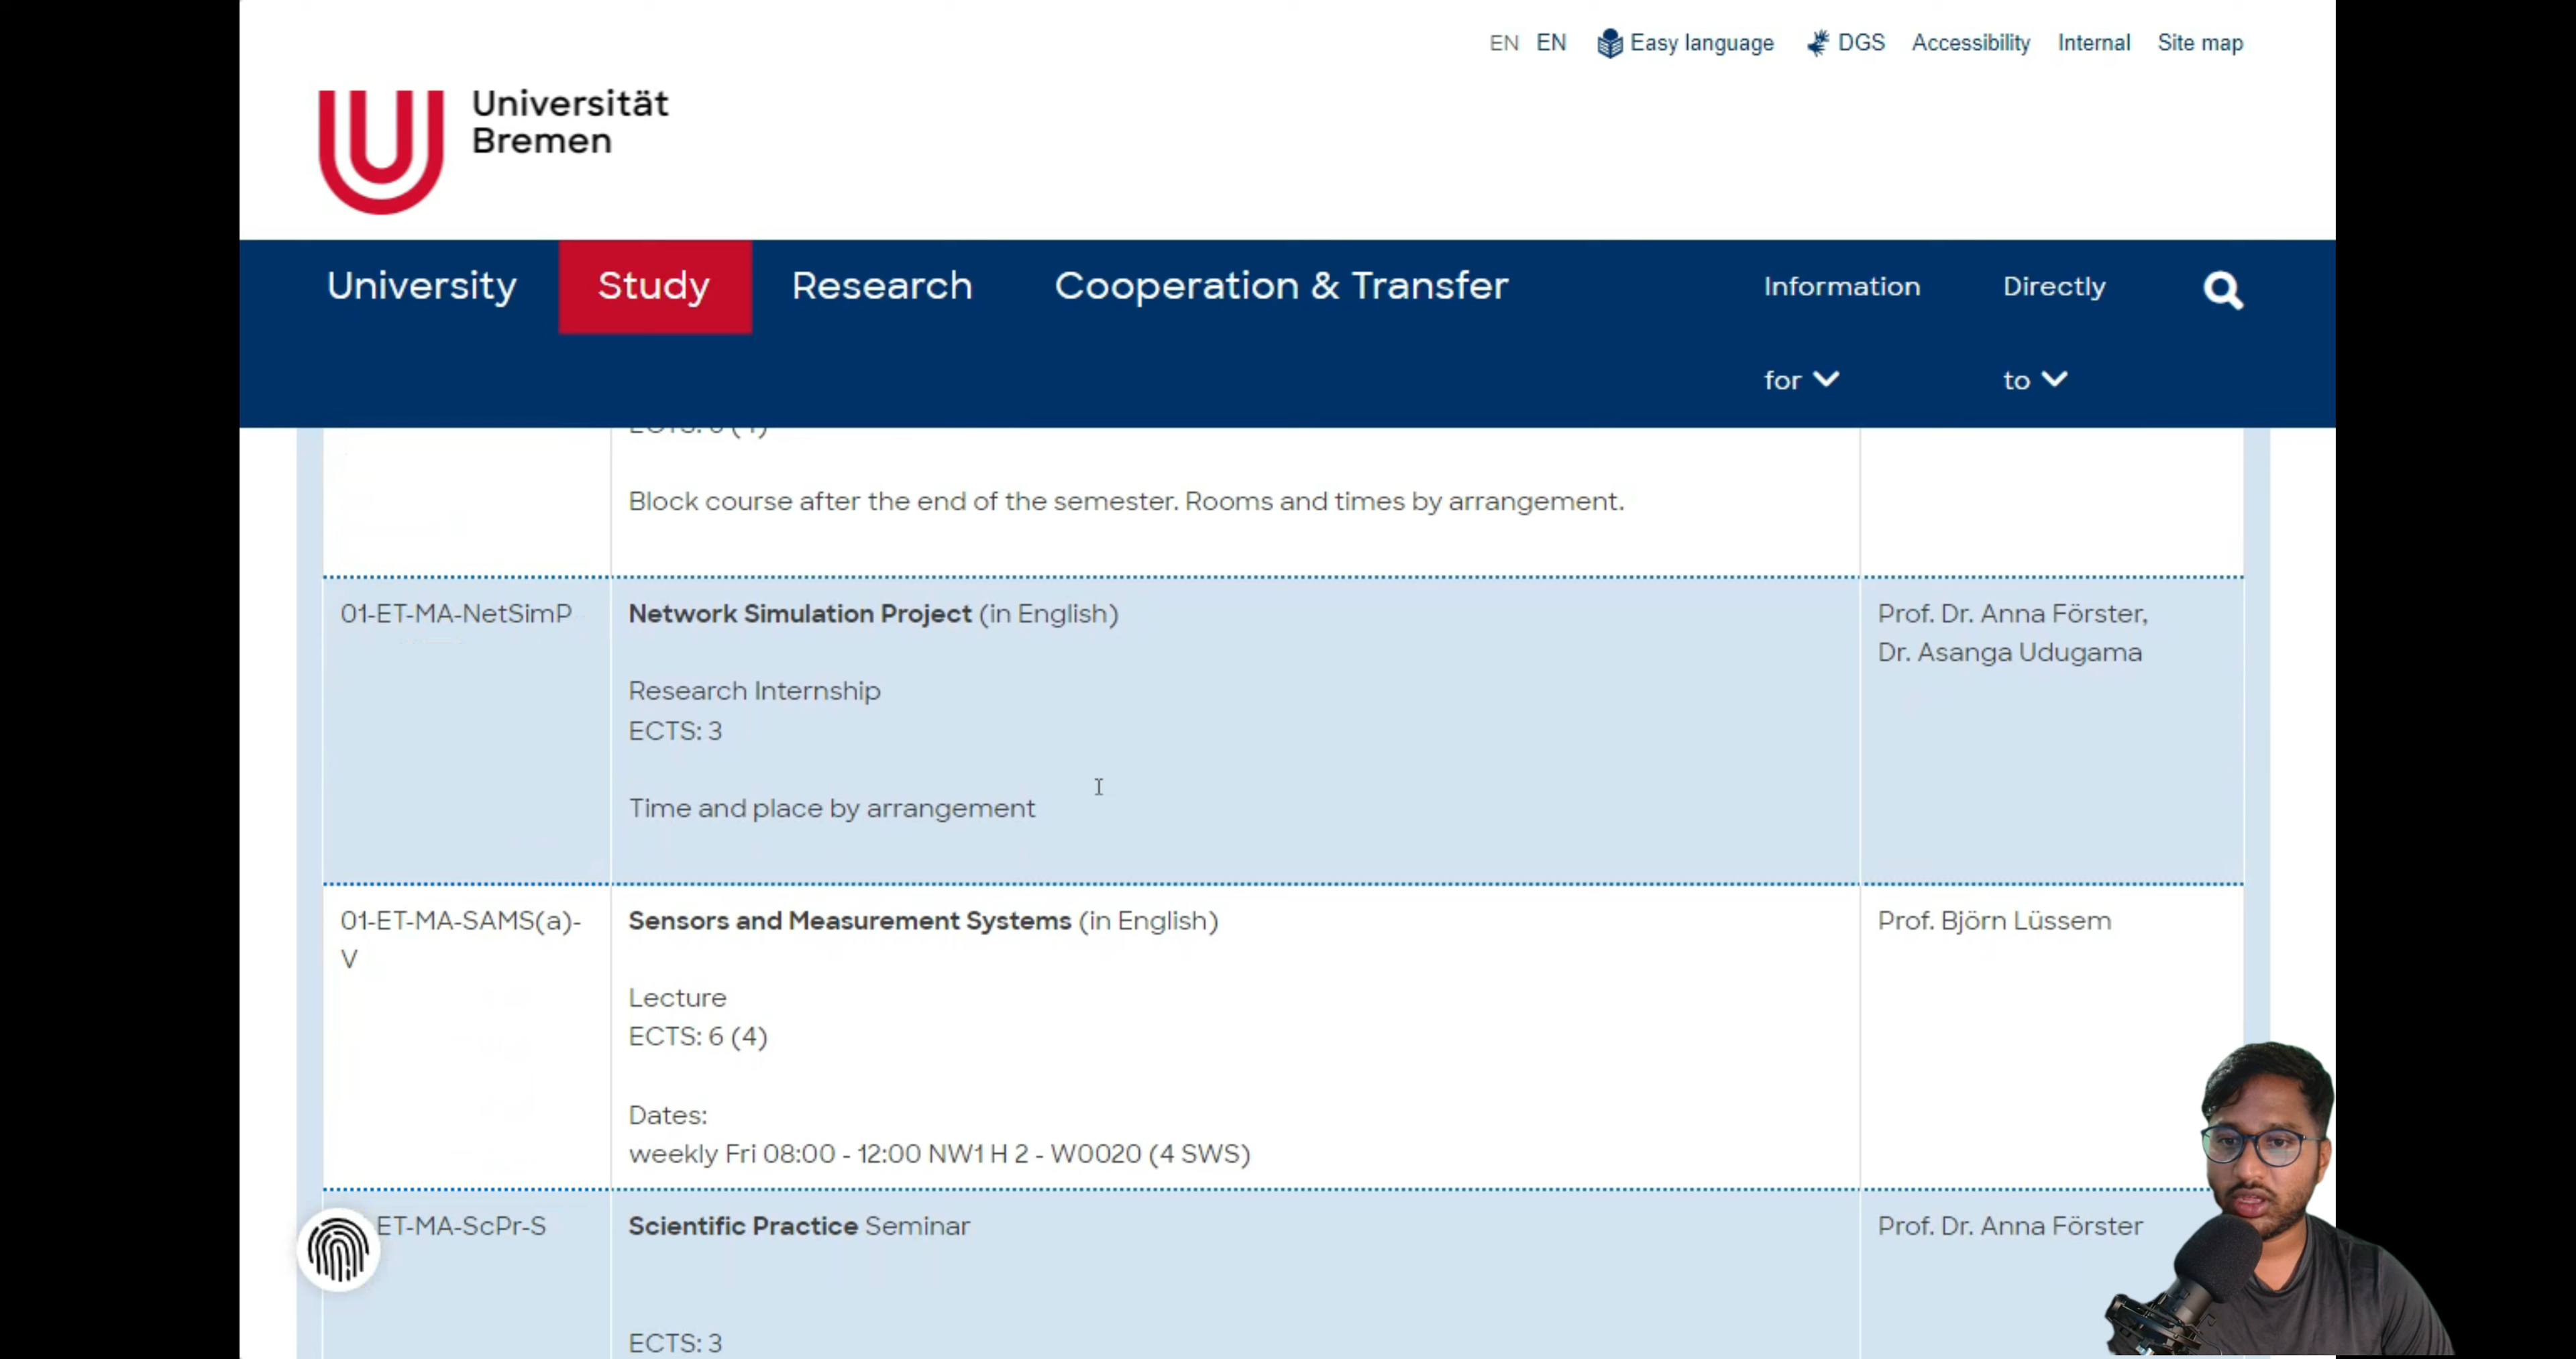 EN EN Easy language DGS Accessibility Internal Site map
Universität
Bremen
University Study Research Cooperation & Transfer Information Directly
for to
Block course after the end of the semester. Rooms and times by arrangement.
01-ET-MA-NetSimP Network Simulation Project (in English) Prof. Dr. Anna Förster,
Dr. Asanga Udugama
Research Internship
ECTS: 3
Time and place by arrangement
01-ET-MA-SAMS(a)- Sensors and Measurement Systems (in English) Prof. Björn Lüssem
V
Lecture
ECTS: 6 (4)
Dates:
weekly Fri 08:00 - 12:00 NW1 H 2 - W0020 (4 SWS)
ET-MA-ScPr-S Scientific Practice Seminar Prof. Dr. Anna Förster
ECTS: 3